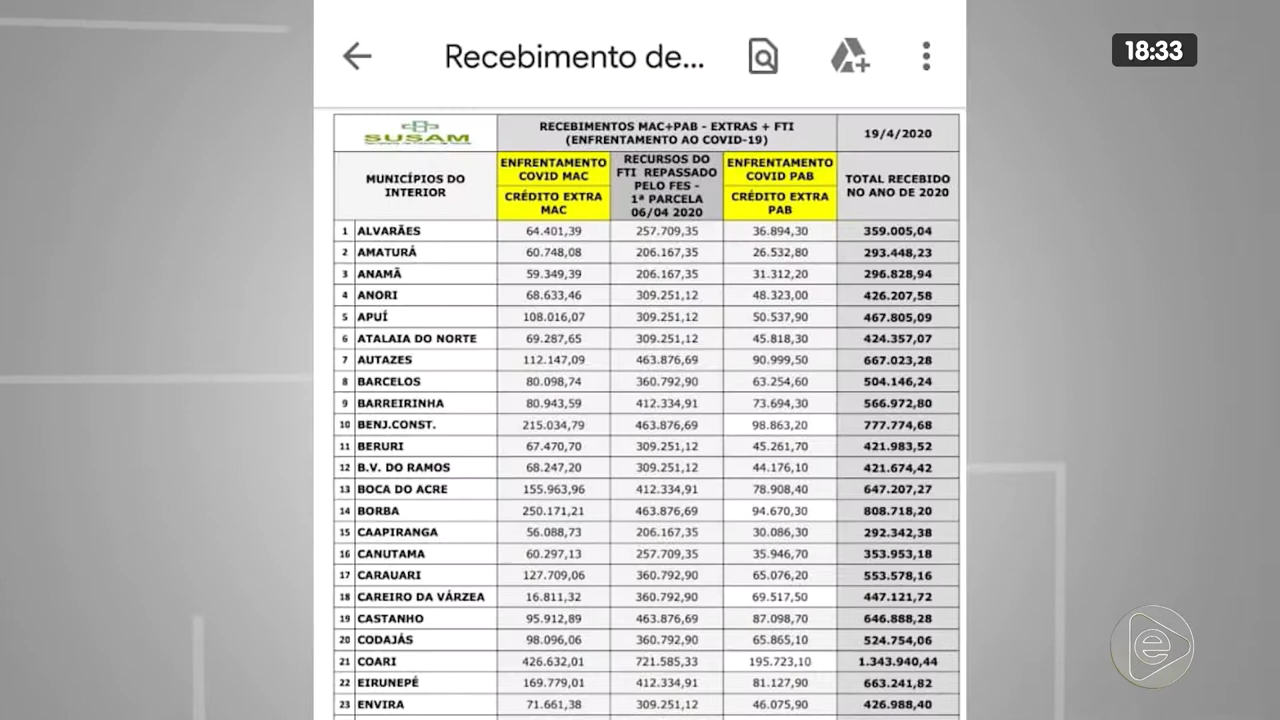 Recebimento de...
18:33
SUSAM
RECEBIMENTOS MAC+PAB - EXTRAS + FTI
(ENFRENTAMENTO AO COVID-19)
19/4/2020
MUNICÍPIOS DO
INTERIOR
ENFRENTAMENTO
COVID MAC
CRÉDITO EXTRA
MAC
RECURSOS DO
FTI REPASSADO
PELO FES -
1ª PARCELA
06/04 2020
ENFRENTAMENTO
COVID PAB
CRÉDITO EXTRA
PAB
TOTAL RECEBIDO
NO ANO DE 2020
1 ALVARÃES 64.401,39 257.709,35 36.894,30 359.005,04
2 AMATURÁ 60.748,08 206.167,35 26.532,80 293.448,23
3 ANAMÃ 59.349,39 206.167,35 31.312,20 296.828,94
4 ANORI 68.633,46 309.251,12 48.323,00 426.207,58
5 APUÍ 108.016,07 309.251,12 50.537,90 467.805,09
6 ATALAIA DO NORTE 69.287,65 309.251,12 45.818,30 424.357,07
7 AUTAZES 112.147,09 463.876,69 90.999,50 667.023,28
8 BARCELOS 80.098,74 360.792,90 63.254,60 504.146,24
9 BARREIRINHA 80.943,59 412.334,91 73.694,30 566.972,80
10 BENJ.CONST. 215.034,79 463.876,69 98.863,20 777.774,68
11 BERURI 67.470,70 309.251,12 45.261,70 421.983,52
12 B.V. DO RAMOS 68.247,20 309.251,12 44.176,10 421.674,42
13 BOCA DO ACRE 155.963,96 412.334,91 78.908,40 647.207,27
14 BORBA 250.171,21 463.876,69 94.670,30 808.718,20
15 CAAPIRANGA 56.088,73 206.167,35 30.086,30 292.342,38
16 CANUTAMA 60.297,13 257.709,35 35.946,70 353.953,18
17 CARAUARI 127.709,06 360.792,90 65.076,20 553.578,16
18 CAREIRO DA VÁRZEA 16.811,32 360.792,90 69.517,50 447.121,72
19 CASTANHO 95.912,89 463.876,69 87.098,70 646.888,28
20 CODAJÁS 98.096,06 360.792,90 65.865,10 524.754,06
21 COARI 426.632,01 721.585,33 195.723,10 1.343.940,44
22 EIRUNEPÉ 169.779,01 412.334,91 81.127,90 663.241,82
23 ENVIRA 71.661,38 309.251,12 46.075,90 426.988,40
e